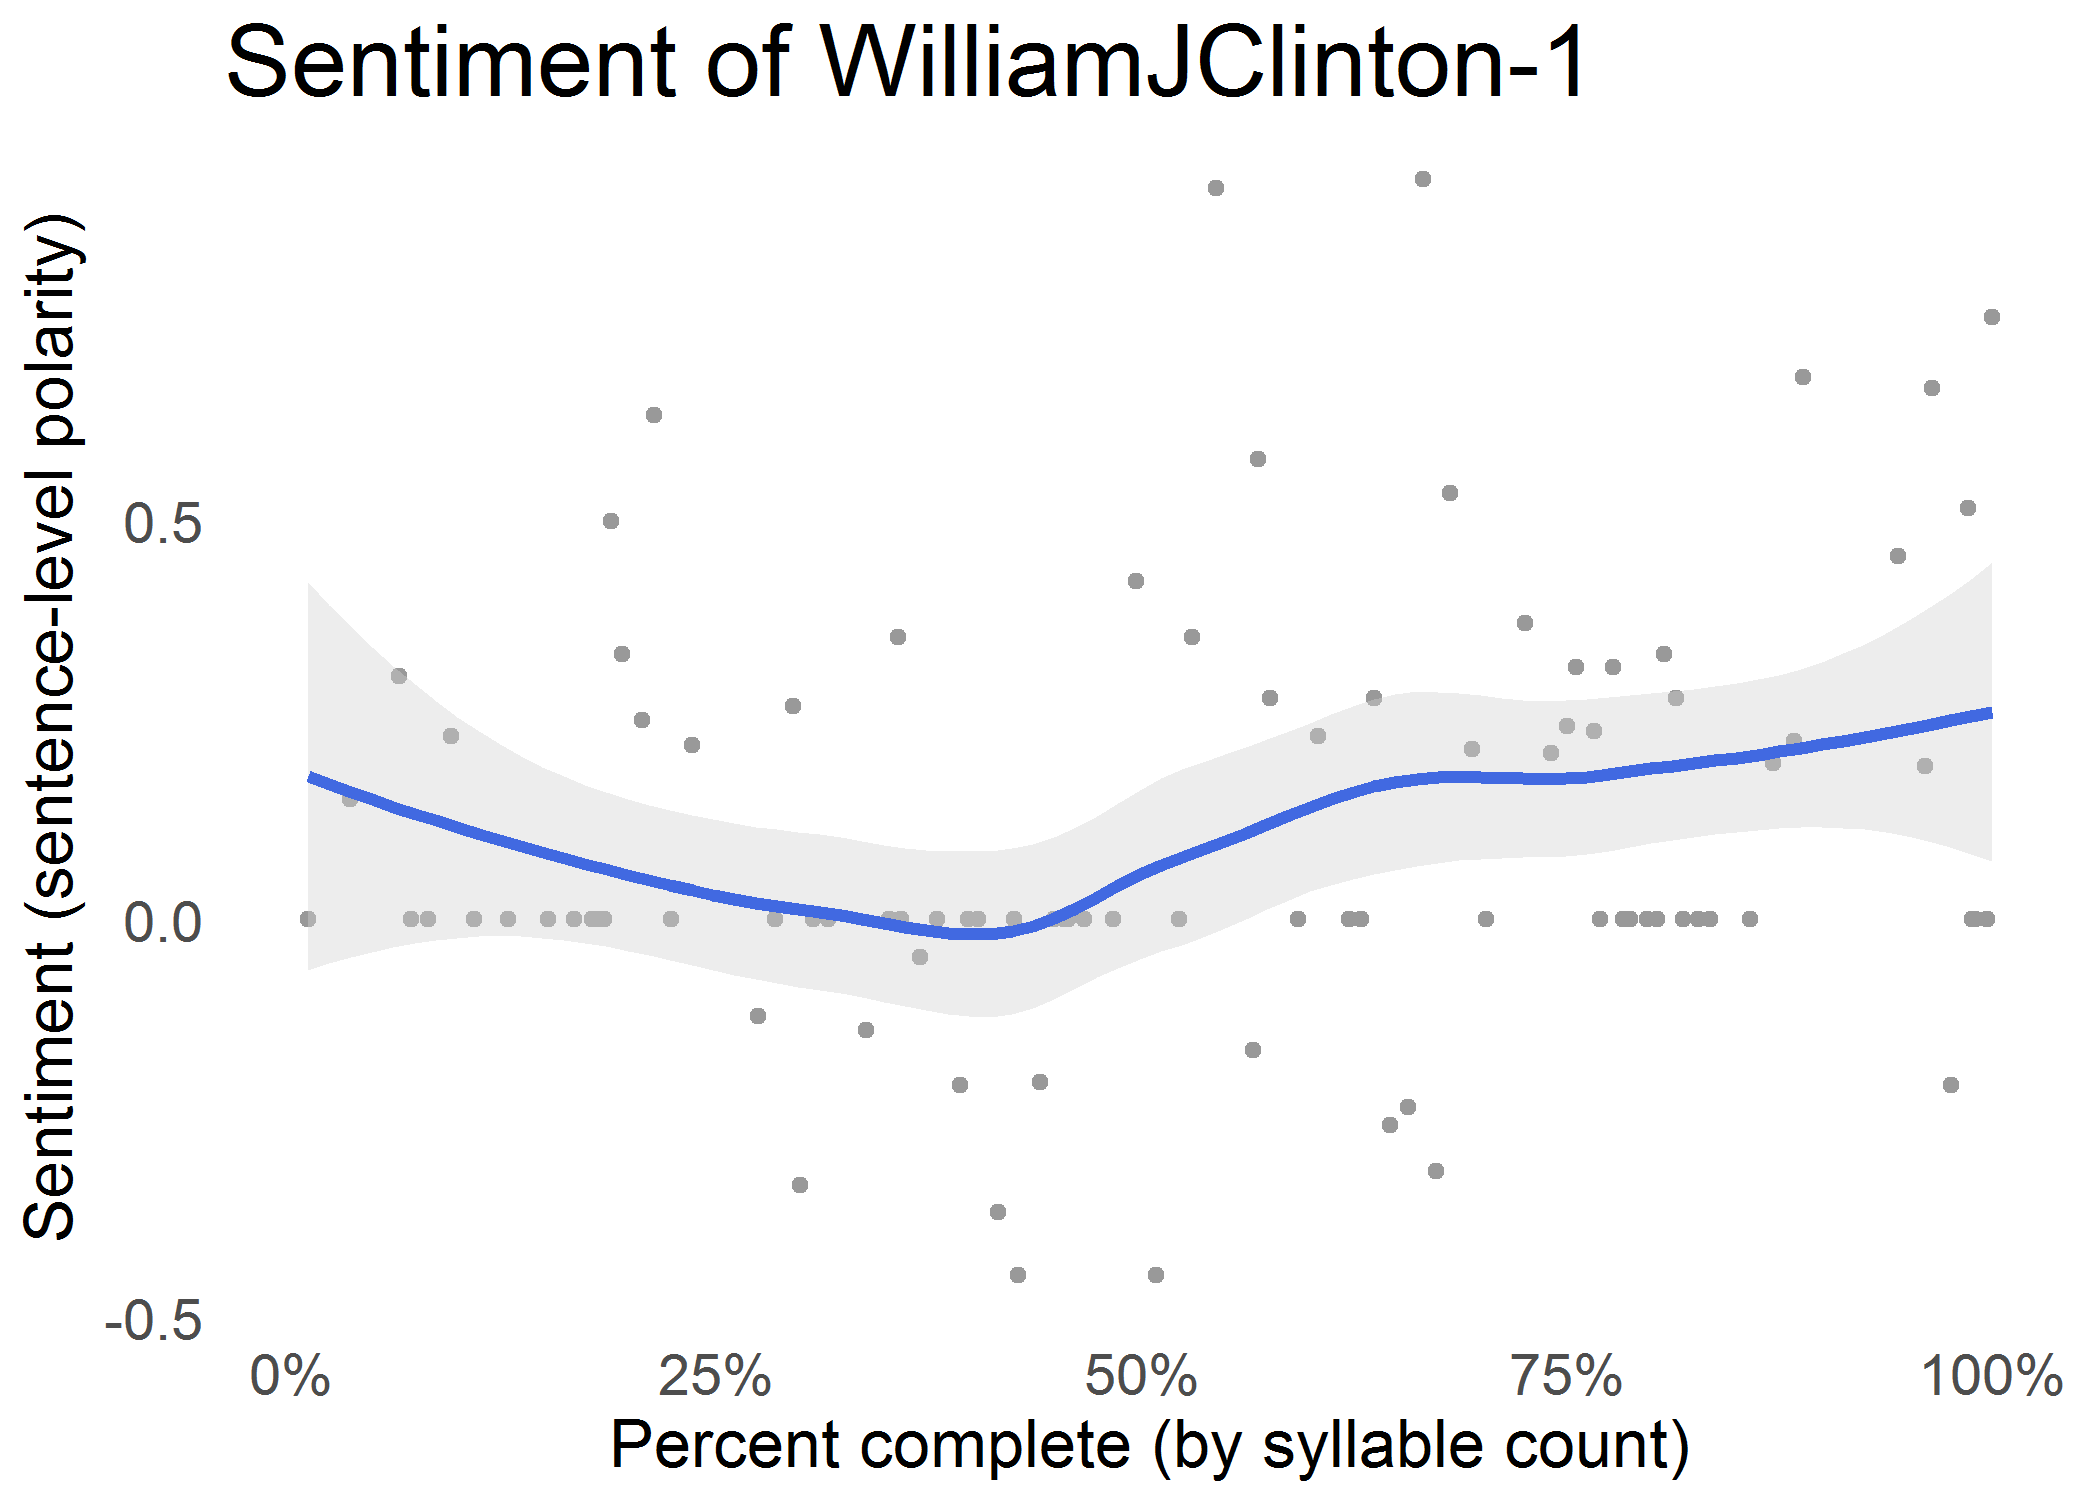 Sentiment of WilliamJClinton-1
Sentiment (sentence-level polarity)
0.5
0.0
-0.5
0%
25%
50%
75%
100%
Percent complete (by syllable count)